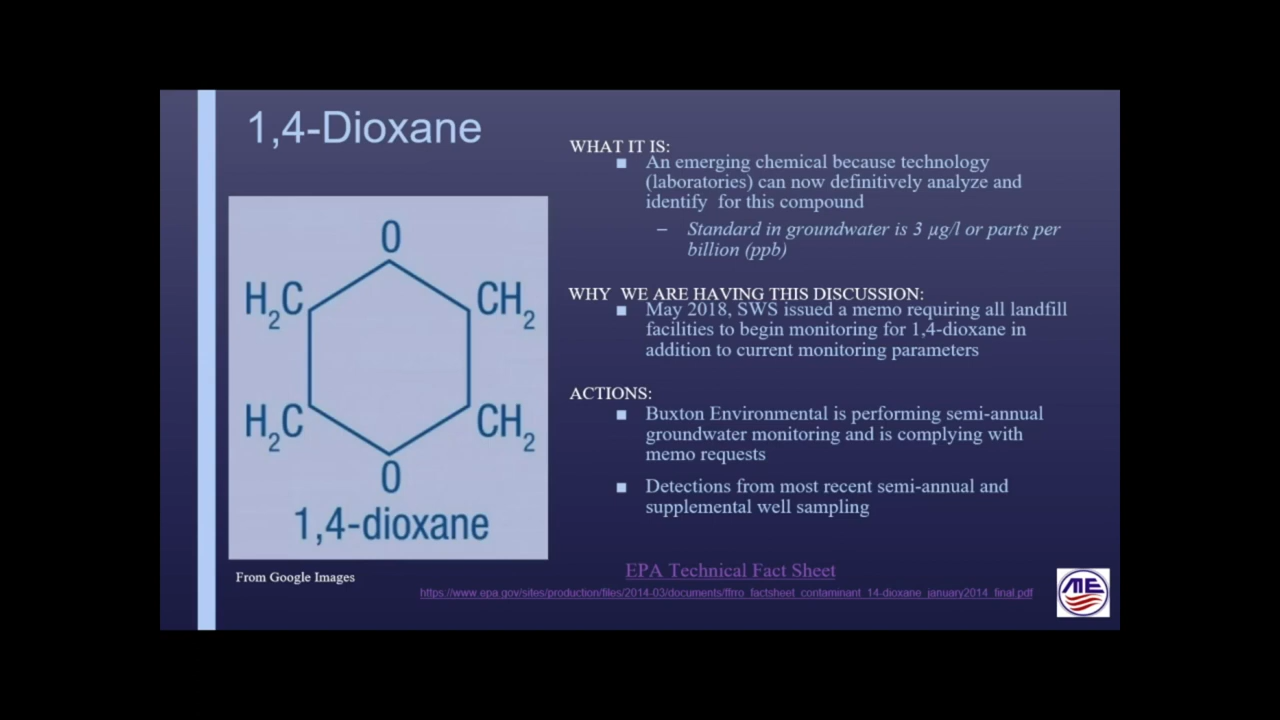 1,4-Dioxane
O
H2C
CH2
H2C
CH2
O
1,4-dioxane
From Google Images
WHAT IT IS:
■ An emerging chemical because technology
(laboratories) can now definitively analyze and
identify for this compound
– Standard in groundwater is 3 µg/l or parts per
billion (ppb)
WHY WE ARE HAVING THIS DISCUSSION:
■ May 2018, SWS issued a memo requiring all landfill
facilities to begin monitoring for 1,4-dioxane in
addition to current monitoring parameters
ACTIONS:
■ Buxton Environmental is performing semi-annual
groundwater monitoring and is complying with
memo requests
■ Detections from most recent semi-annual and
supplemental well sampling
EPA Technical Fact Sheet
https://www.epa.gov/sites/production/files/2014-03/documents/ffrro_factsheet_contaminant_14-dioxane_january2014_final.pdf
ME